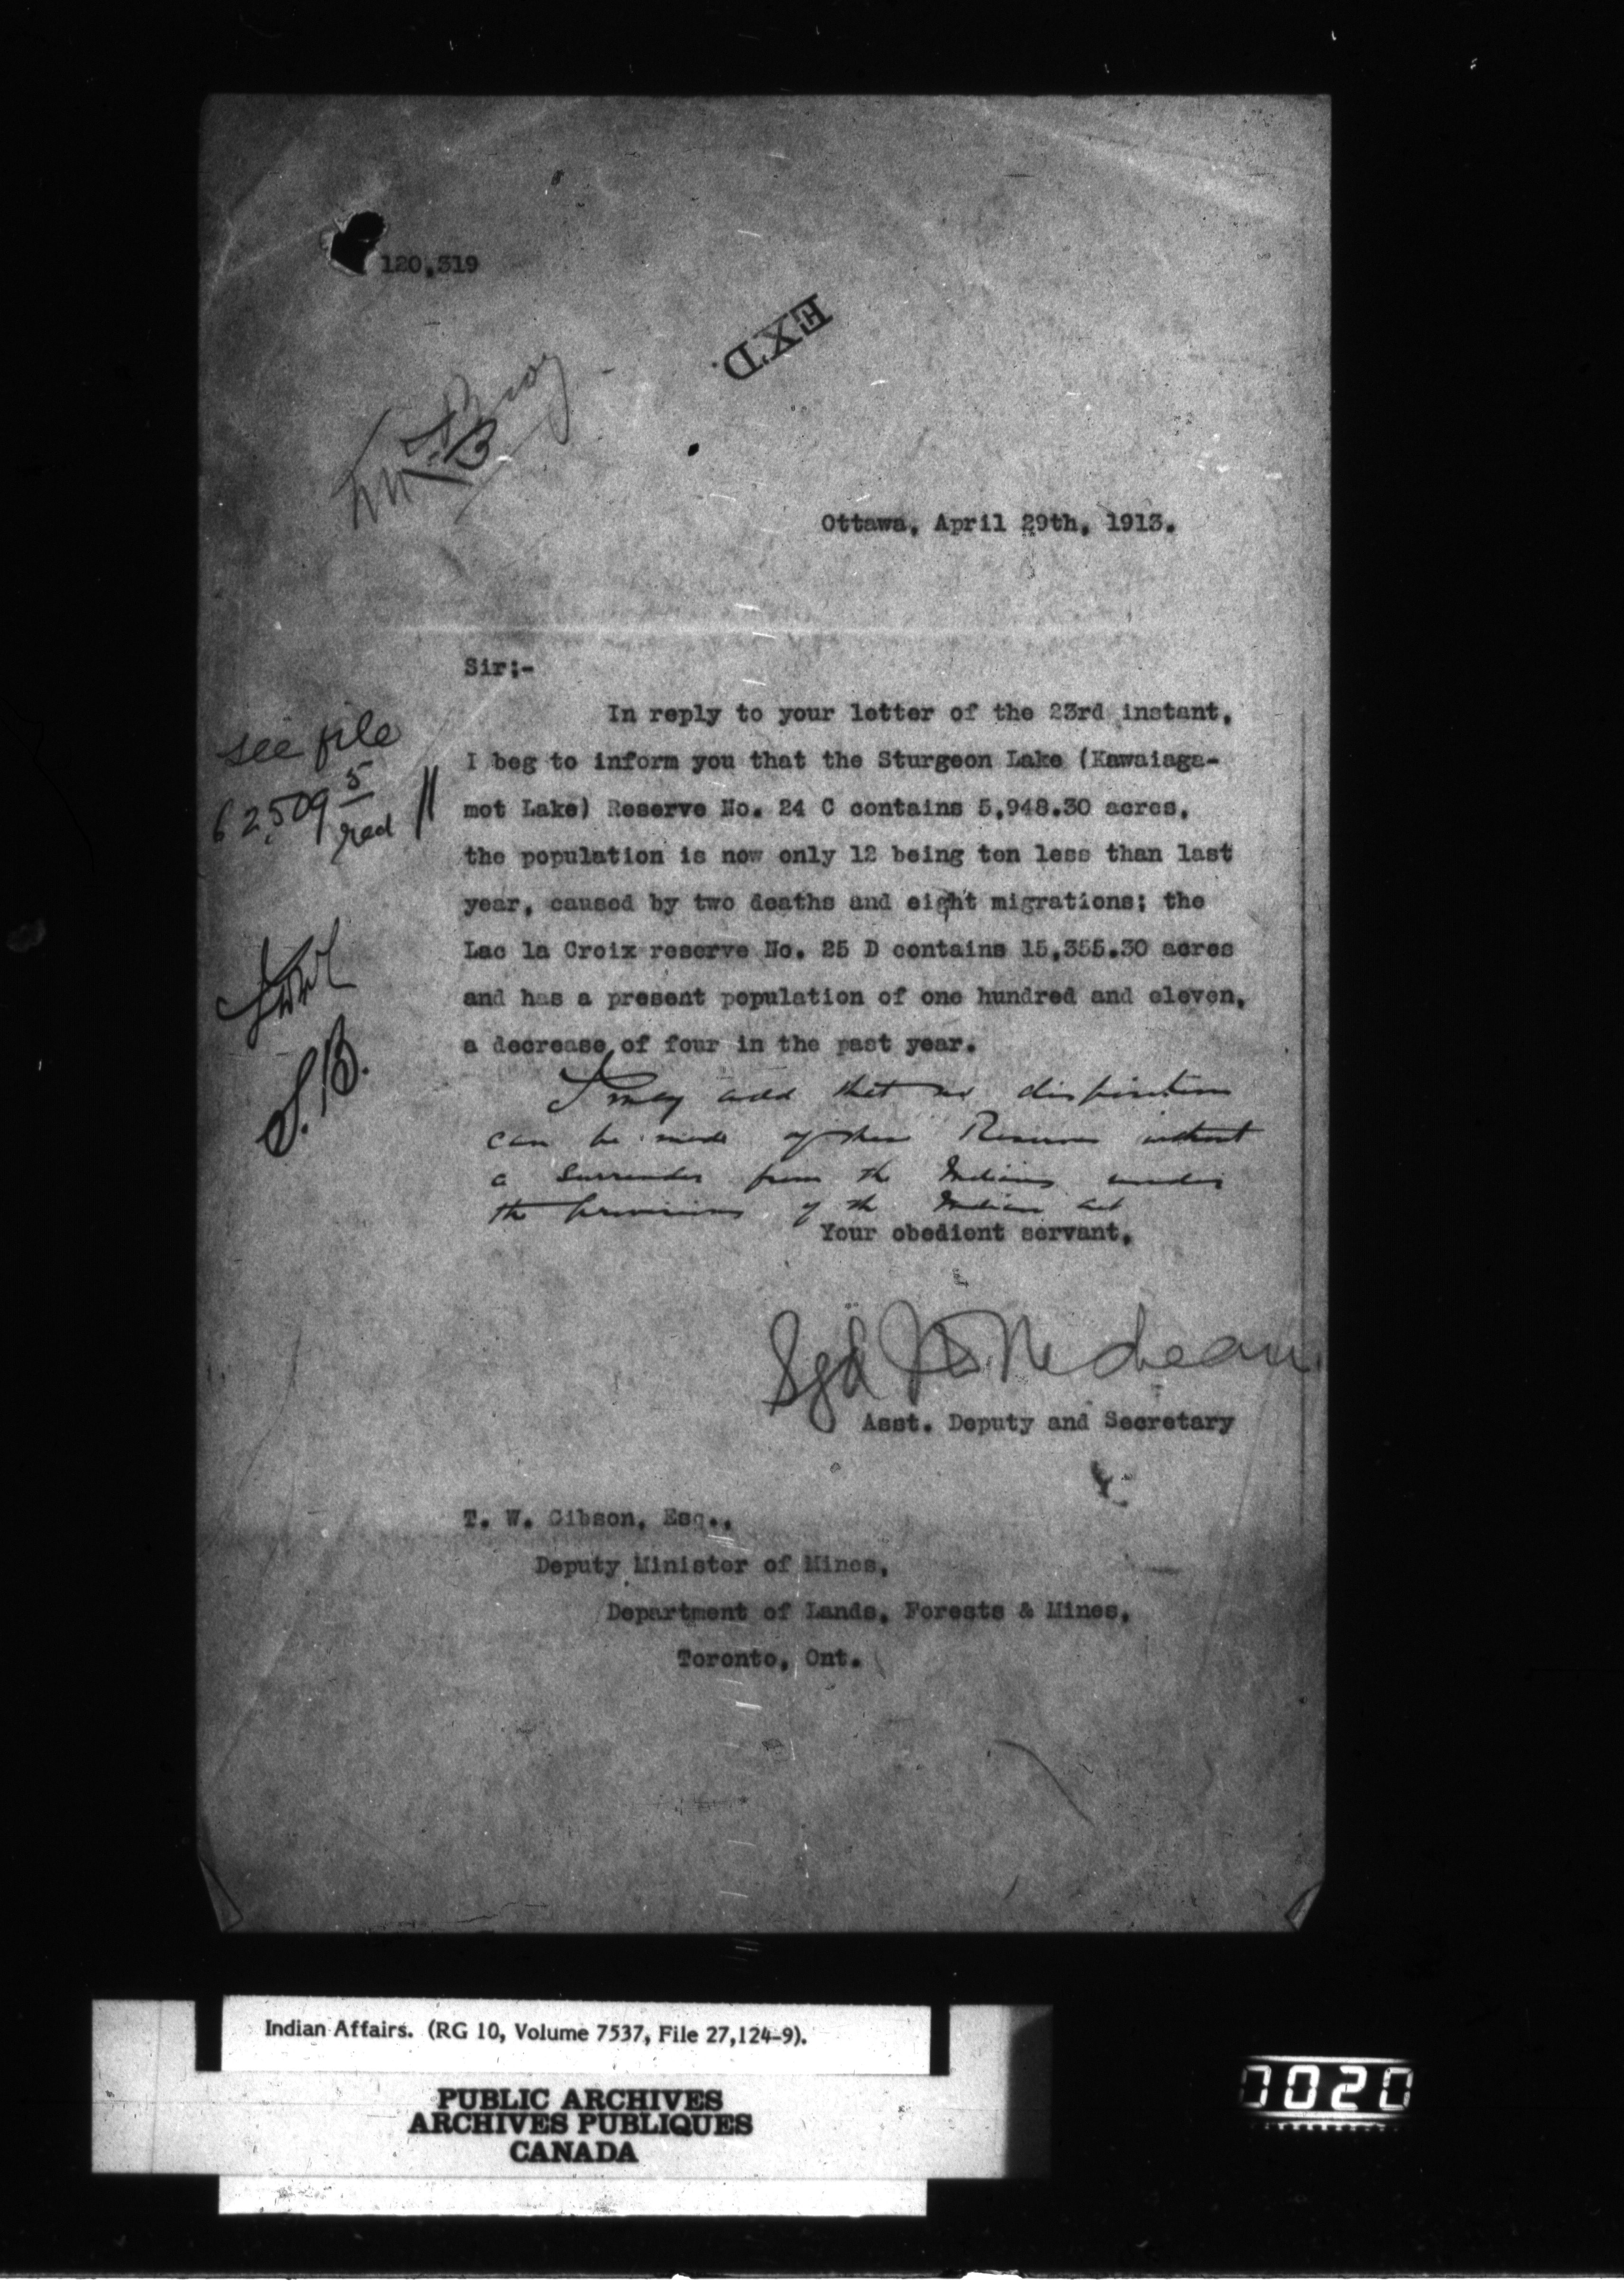 120,319
EXD.
S.B
Ottawa, April 29th, 1913.
Sir:-
In reply to your letter of the 23rd instant,
I beg to inform you that the Sturgeon Lake (Kawaiaga-
mot Lake) Reserve No. 24 C contains 5,948.30 acres,
the population is now only 12 being ten less than last
year, caused by two deaths and eight migrations; the
Lac la Croix reserve No. 25 D contains 15,355.30 acres
and has a present population of one hundred and eleven,
a decrease of four in the past year.
see file
62,509 5
red
S.B.
I may add that no disposition
can be made of these Reserves without
a surrender from the Indians under
the provisions of the Indian Act
Your obedient servant,
Sgd J.D. McLean
Asst. Deputy and Secretary
T. W. Gibson, Esq.,
Deputy Minister of Mines,
Department of Lands, Forests & Mines,
Toronto, Ont.
Indian Affairs. (RG 10, Volume 7537, File 27,124-9).
PUBLIC ARCHIVES
ARCHIVES PUBLIQUES
CANADA
0020